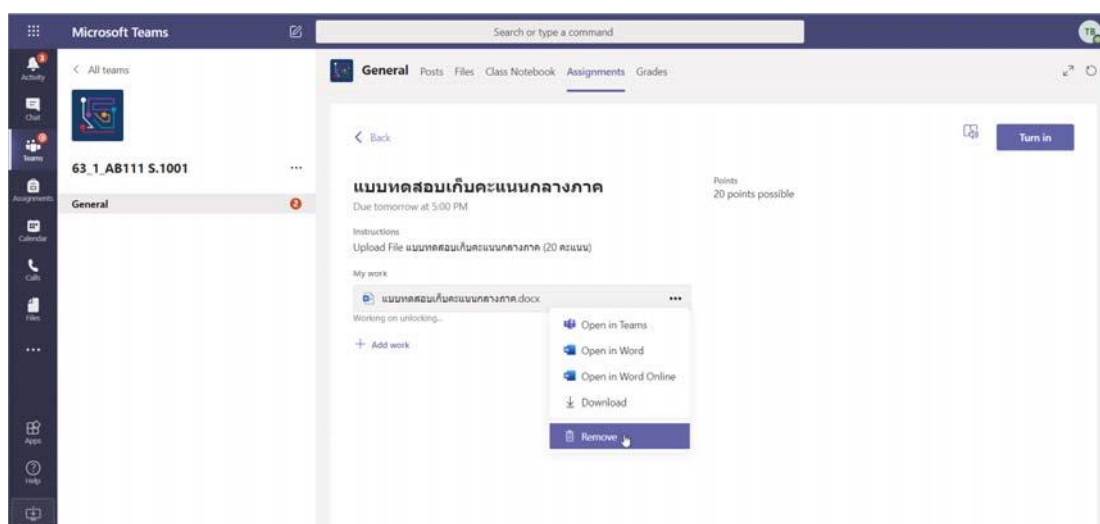 Microsoft Teams
Search or type a command
TB
Activity
Chat
Teams
Assignments
Calendar
Calls
Files
Apps
Help
All teams
63_1_AB111 S.1001
General
2
General Posts Files Class Notebook Assignments Grades
Back
Turn in
แบบทดสอบเก็บคะแนนกลางภาค
Due tomorrow at 5:00 PM
Points
20 points possible
Instructions
Upload File แบบทดสอบเก็บคะแนนกลางภาค (20 คะแนน)
My work
แบบทดสอบเก็บคะแนนกลางภาค.docx
Working on unlocking...
Add work
Open in Teams
Open in Word
Open in Word Online
Download
Remove